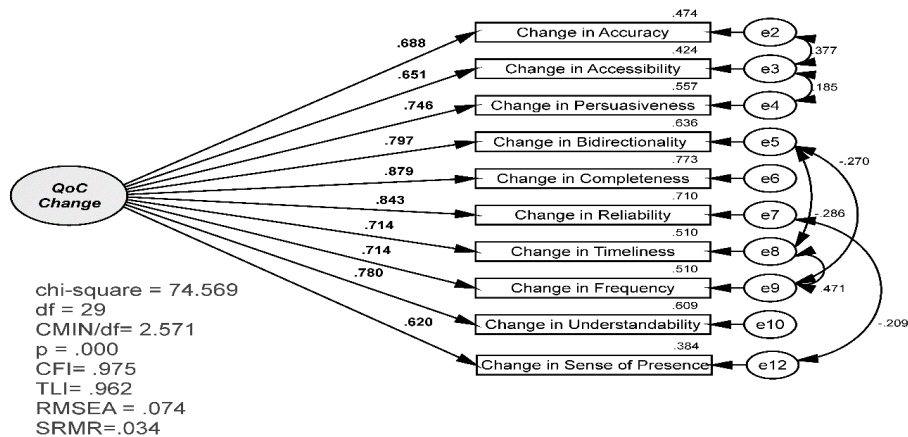 .474
.688
Change in Accuracy
e2
.377
.424
.651
Change in Accessibility
e3
.185
.557
.746
Change in Persuasiveness
e4
.636
.797
Change in Bidirectionality
e5
-.270
.773
.879
Change in Completeness
e6
QoC
Change
.710
.843
Change in Reliability
e7
.510
.714
Change in Timeliness
e8
-.286
.510
.714
Change in Frequency
e9
.471
.609
.780
Change in Understandability
e10
-.209
.384
.620
Change in Sense of Presence
e12
chi-square = 74.569
df = 29
CMIN/df= 2.571
p = .000
CFI= .975
TLI= .962
RMSEA = .074
SRMR=.034